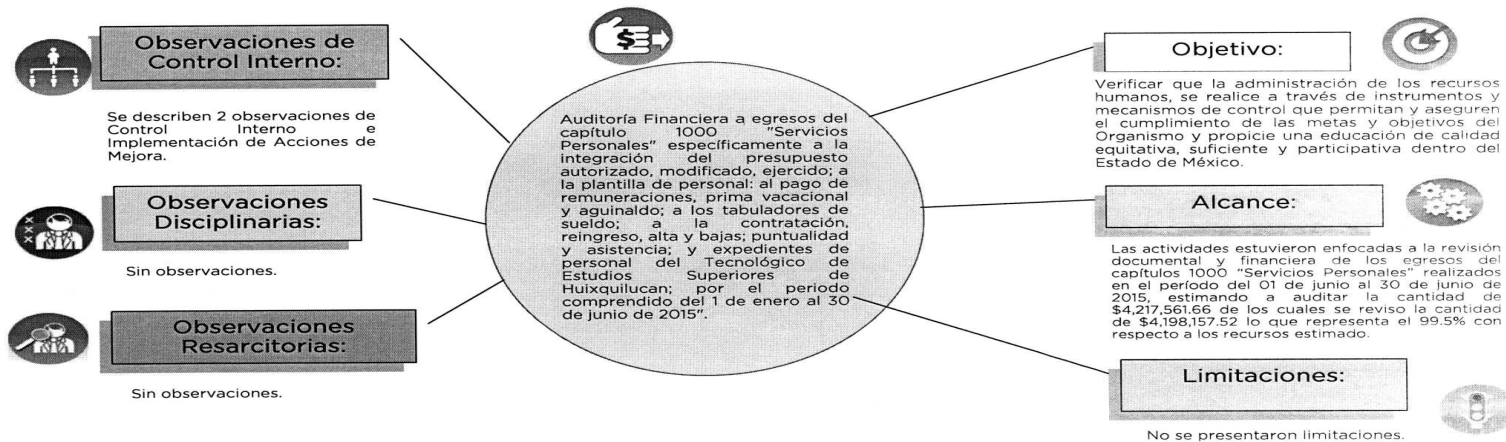 Observaciones de
Control Interno:
Se describen 2 observaciones de
Control Interno e
Implementación de Acciones de
Mejora.
Observaciones
Disciplinarias:
Sin observaciones.
Observaciones
Resarcitorias:
Sin observaciones.
$
Auditoría Financiera a egresos del
capítulo 1000 "Servicios
Personales" específicamente a la
integración del presupuesto
autorizado, modificado, ejercido; a
la plantilla de personal: al pago de
remuneraciones, prima vacacional
y aguinaldo; a los tabuladores de
sueldo; a la contratación,
reingreso, alta y bajas; puntualidad
y asistencia; y expedientes de
personal del Tecnológico de
Estudios Superiores de
Huixquilucan; por el periodo
comprendido del 1 de enero al 30
de junio de 2015".
Objetivo:
Verificar que la administración de los recursos
humanos, se realice a través de instrumentos y
mecanismos de control que permitan y aseguren
el cumplimiento de las metas y objetivos del
Organismo y propicie una educación de calidad
equitativa, suficiente y participativa dentro del
Estado de México.
Alcance:
Las actividades estuvieron enfocadas a la revisión
documental y financiera de los egresos del
capítulos 1000 "Servicios Personales" realizados
en el período del 01 de junio al 30 de junio de
2015, estimando a auditar la cantidad de
$4,217,561.66 de los cuales se reviso la cantidad
de $4,198,157.52 lo que representa el 99.5% con
respecto a los recursos estimado.
Limitaciones:
No se presentaron limitaciones.